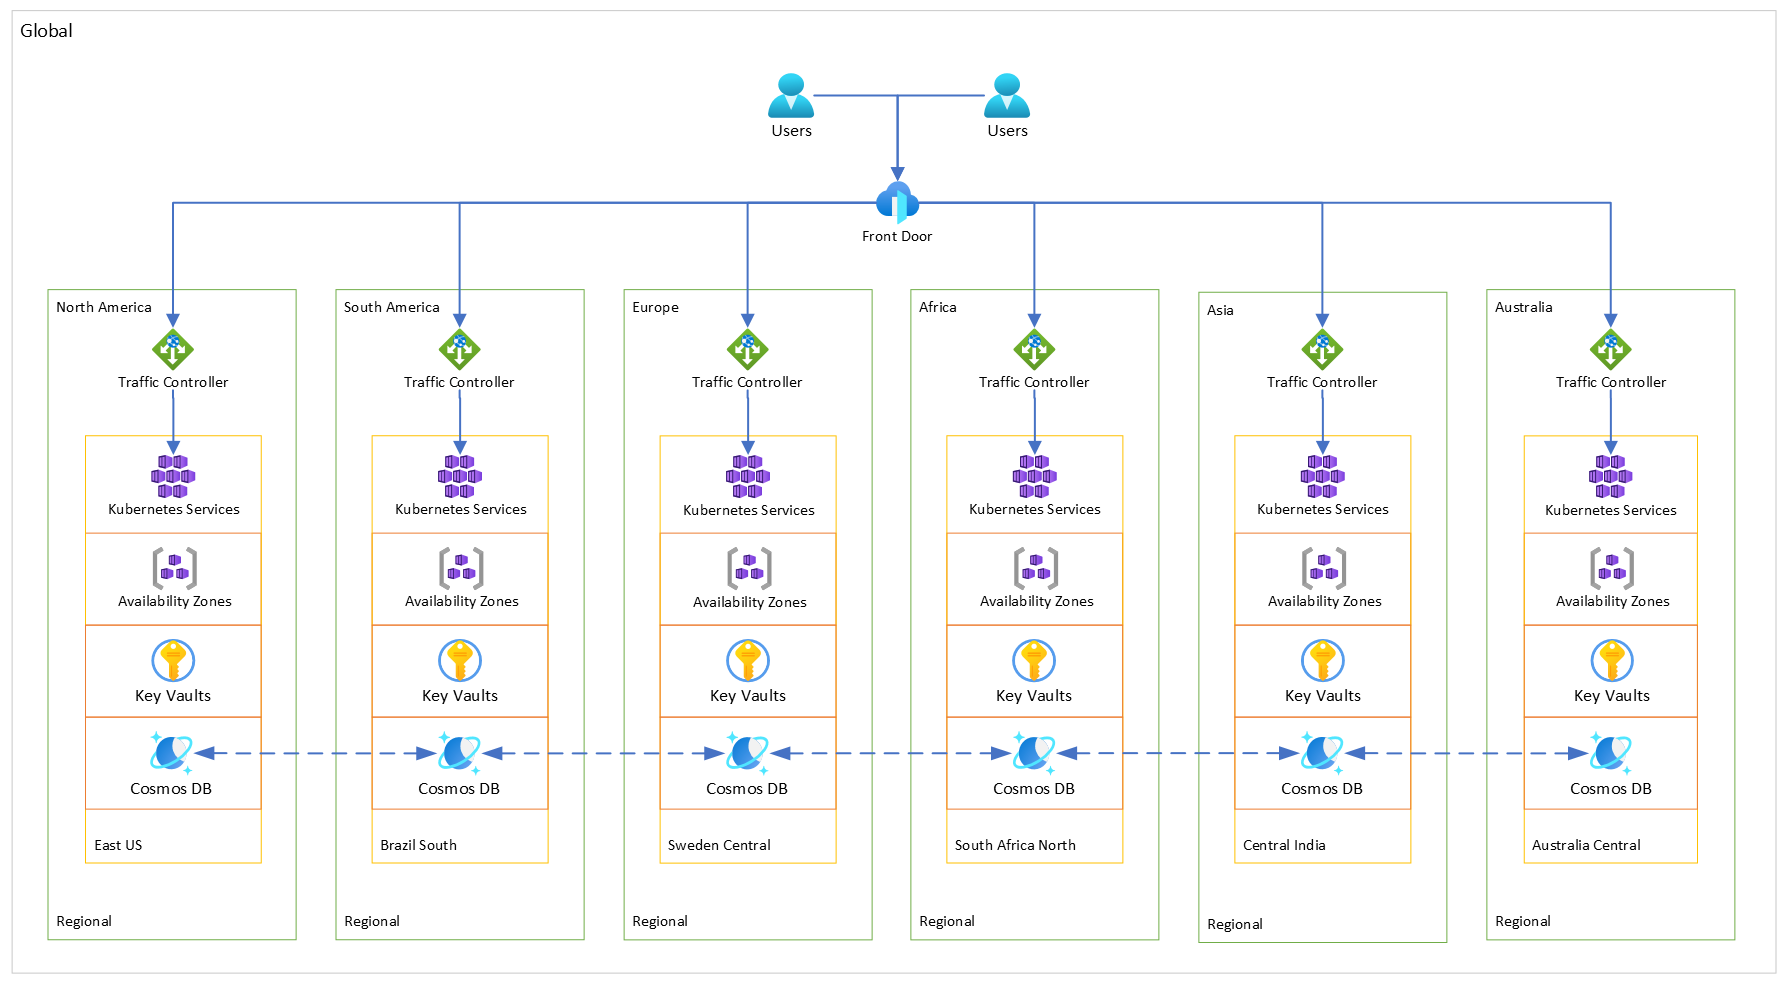 Global
Users
Users
Front Door
North America
Traffic Controller
Kubernetes Services
Availability Zones
Key Vaults
Cosmos DB
East US
Regional
South America
Traffic Controller
Kubernetes Services
Availability Zones
Key Vaults
Cosmos DB
Brazil South
Regional
Europe
Traffic Controller
Kubernetes Services
Availability Zones
Key Vaults
Cosmos DB
Sweden Central
Regional
Africa
Traffic Controller
Kubernetes Services
Availability Zones
Key Vaults
Cosmos DB
South Africa North
Regional
Asia
Traffic Controller
Kubernetes Services
Availability Zones
Key Vaults
Cosmos DB
Central India
Regional
Australia
Traffic Controller
Kubernetes Services
Availability Zones
Key Vaults
Cosmos DB
Australia Central
Regional